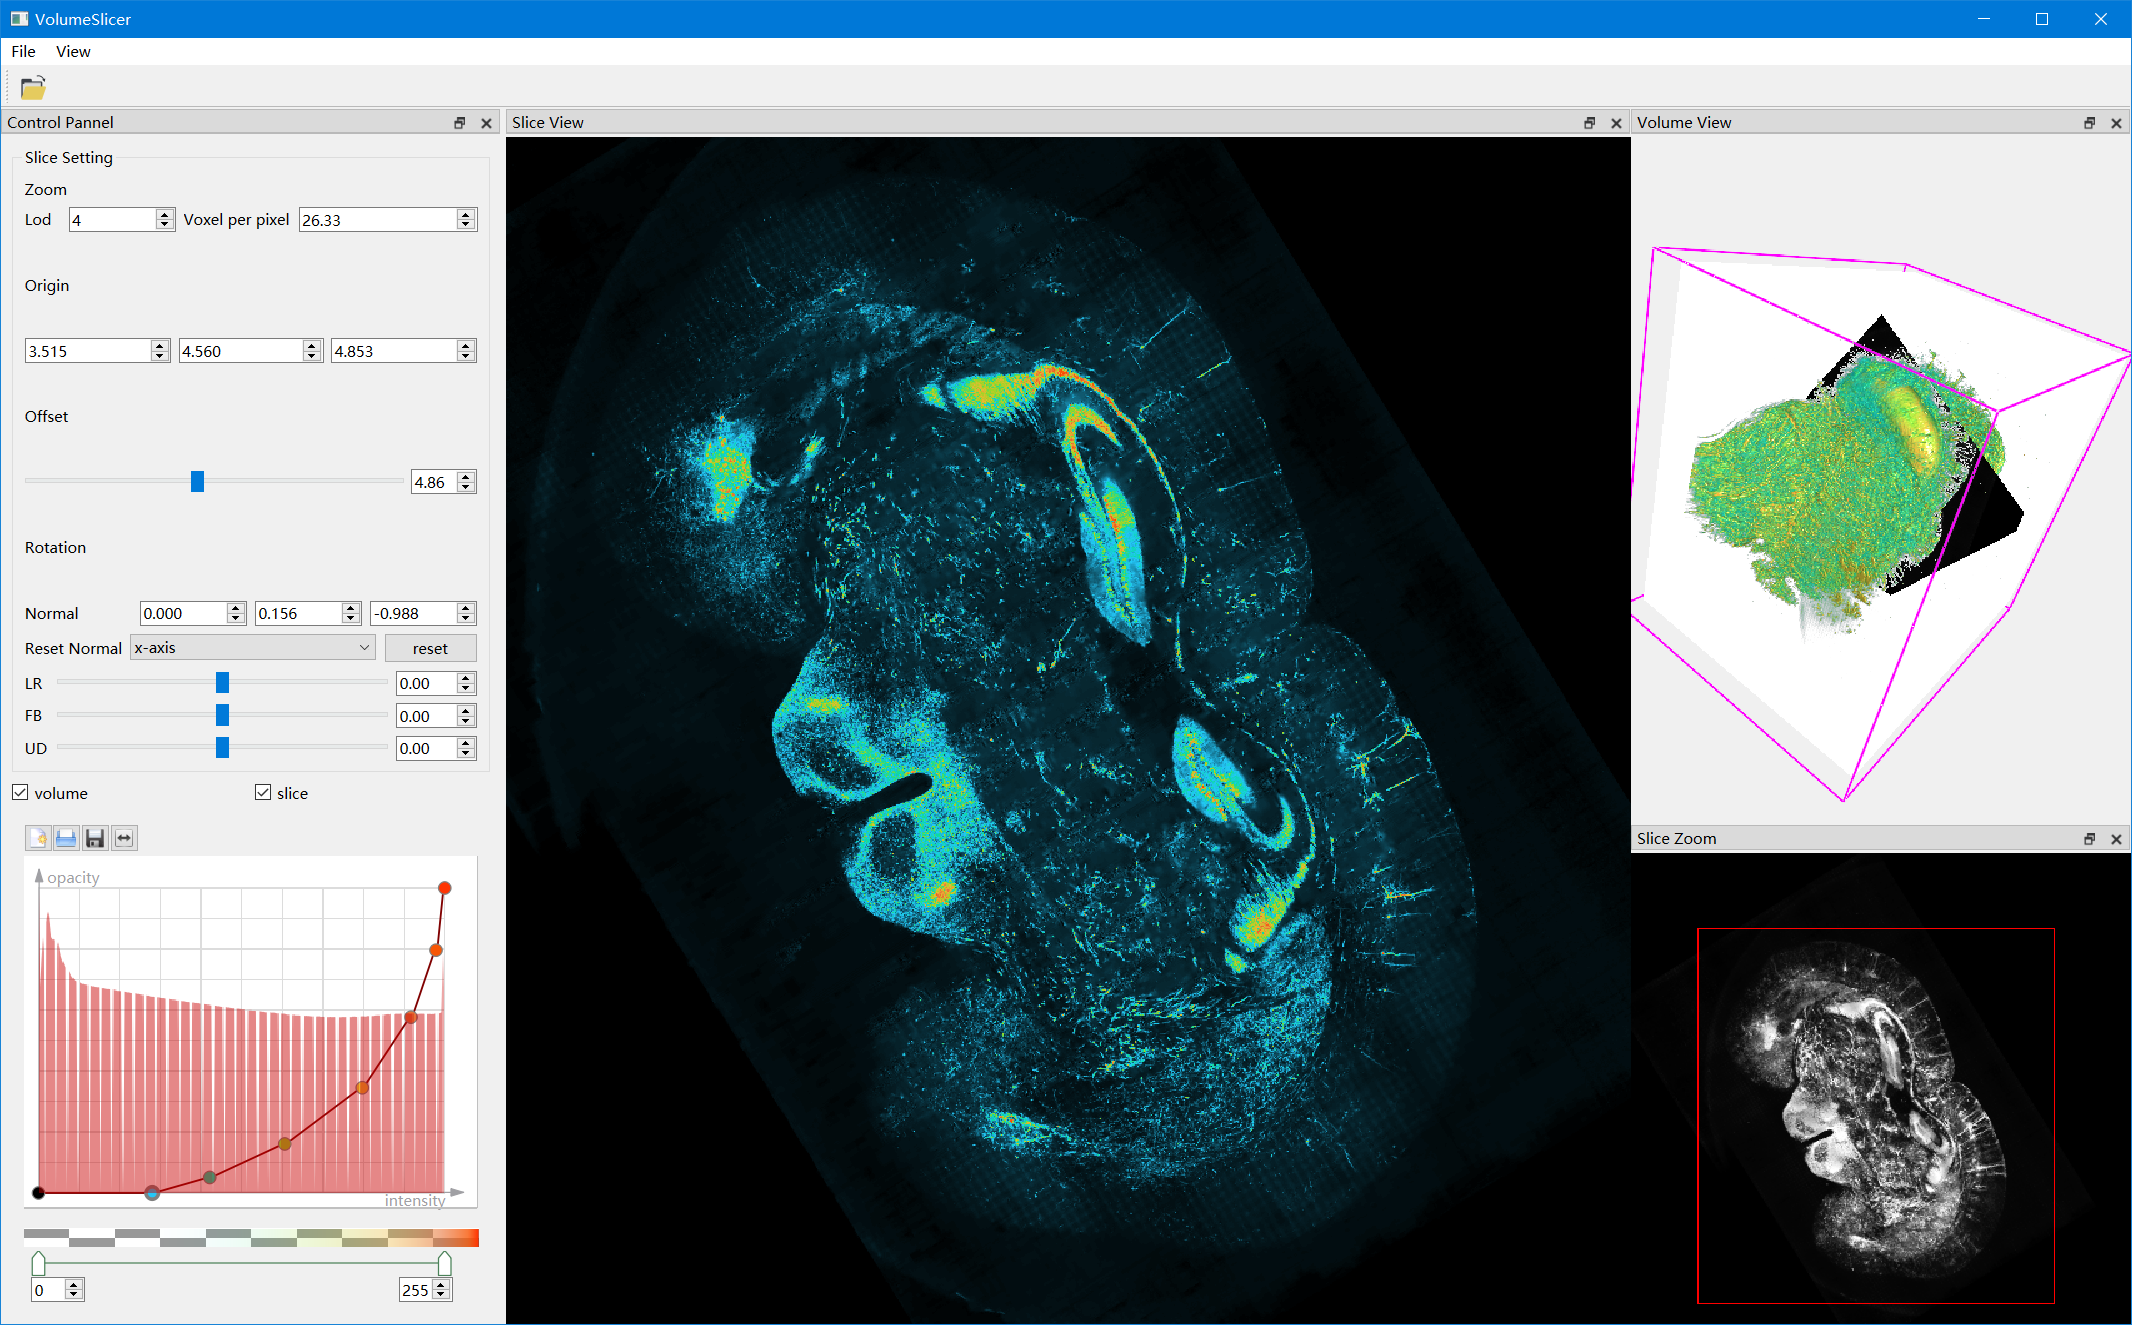 VolumeSlicer
File View
Control Pannel
Slice Setting
Zoom
Lod 4 Voxel per pixel 26.33
Origin
3.515 4.560 4.853
Offset
4.86
Rotation
Normal 0.000 0.156 -0.988
Reset Normal x-axis reset
LR 0.00
FB 0.00
UD 0.00
volume slice
opacity
intensity
0 255
Slice View
Volume View
Slice Zoom